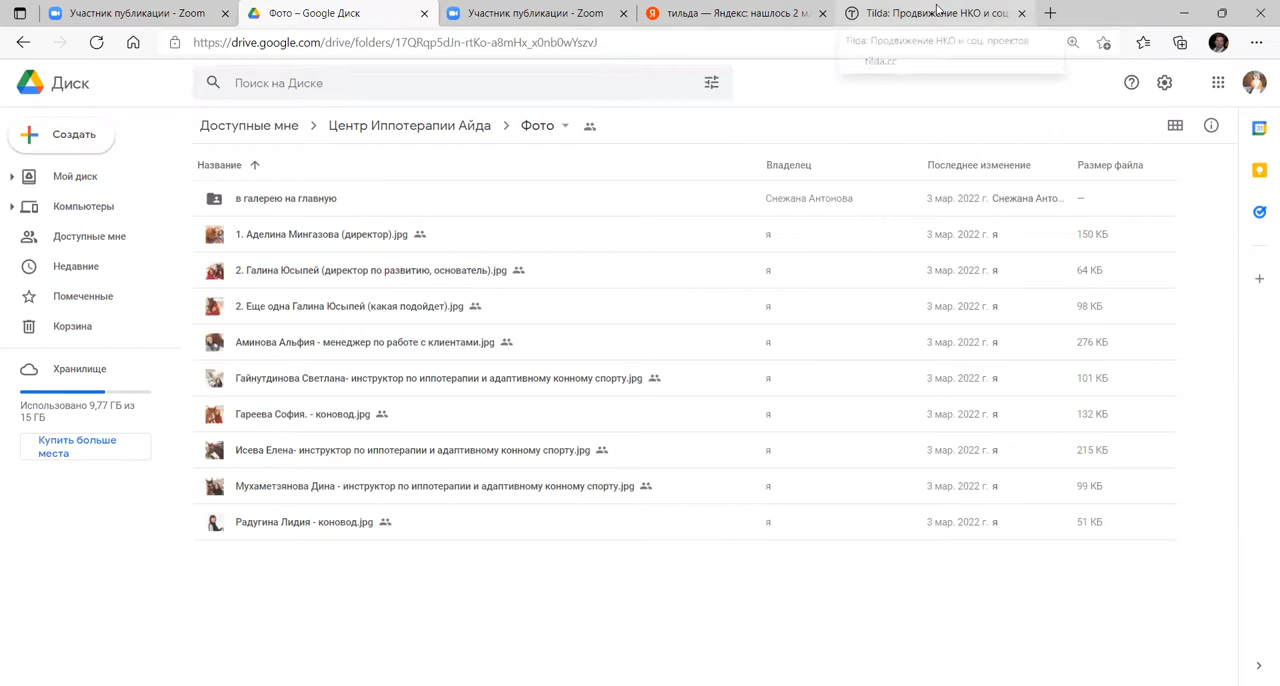 Участник публикации - Zoom
Фото – Google Диск
Участник публикации - Zoom
тильда — Яндекс: нашлось 2 м
Tilda: Продвижение НКО и соц
https://drive.google.com/drive/folders/17QRqp5dJn-rtKo-a8mHx_x0nb0wYszvJ
Tilda: Продвижение НКО и соц. проектов
tilda.cc
Диск
Поиск на Диске
Создать
Мой диск
Компьютеры
Доступные мне
Недавние
Помеченные
Корзина
Хранилище
Использовано 9,77 ГБ из
15 ГБ
Купить больше
места
Доступные мне > Центр Иппотерапии Айда > Фото
Название Владелец Последнее изменение Размер файла
в галерею на главную Снежана Антонова 3 мар. 2022 г. Снежана Анто... —
1. Аделина Мингазова (директор).jpg я 3 мар. 2022 г. я 150 КБ
2. Галина Юсыпей (директор по развитию, основатель).jpg я 3 мар. 2022 г. я 64 КБ
2. Еще одна Галина Юсыпей (какая подойдет).jpg я 3 мар. 2022 г. я 98 КБ
Аминова Альфия - менеджер по работе с клиентами.jpg я 3 мар. 2022 г. я 276 КБ
Гайнутдинова Светлана- инструктор по иппотерапии и адаптивному конному спорту.jpg я 3 мар. 2022 г. я 101 КБ
Гареева София. - коновод.jpg я 3 мар. 2022 г. я 132 КБ
Исева Елена- инструктор по иппотерапии и адаптивному конному спорту.jpg я 3 мар. 2022 г. я 215 КБ
Мухаметзянова Дина - инструктор по иппотерапии и адаптивному конному спорту.jpg я 3 мар. 2022 г. я 99 КБ
Радугина Лидия - коновод.jpg я 3 мар. 2022 г. я 51 КБ